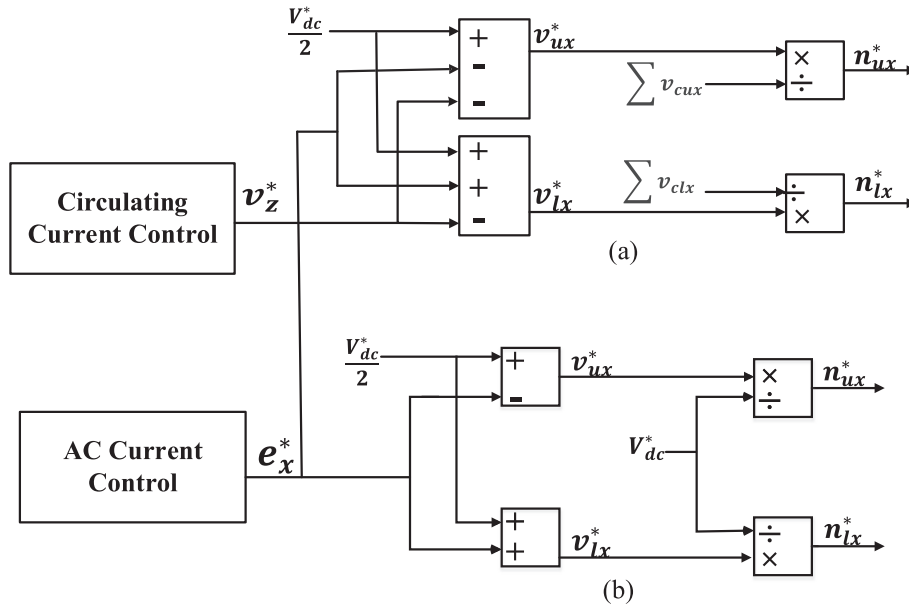 V*dc/2
+
-
-
v*ux
∑ vcux
×
÷
n*ux
+
+
-
v*lx
∑ vclx
÷
×
n*lx
(a)
Circulating
Current Control
v*z
AC Current
Control
e*x
V*dc/2
+
-
v*ux
×
÷
n*ux
V*dc
+
+
v*lx
÷
×
n*lx
(b)